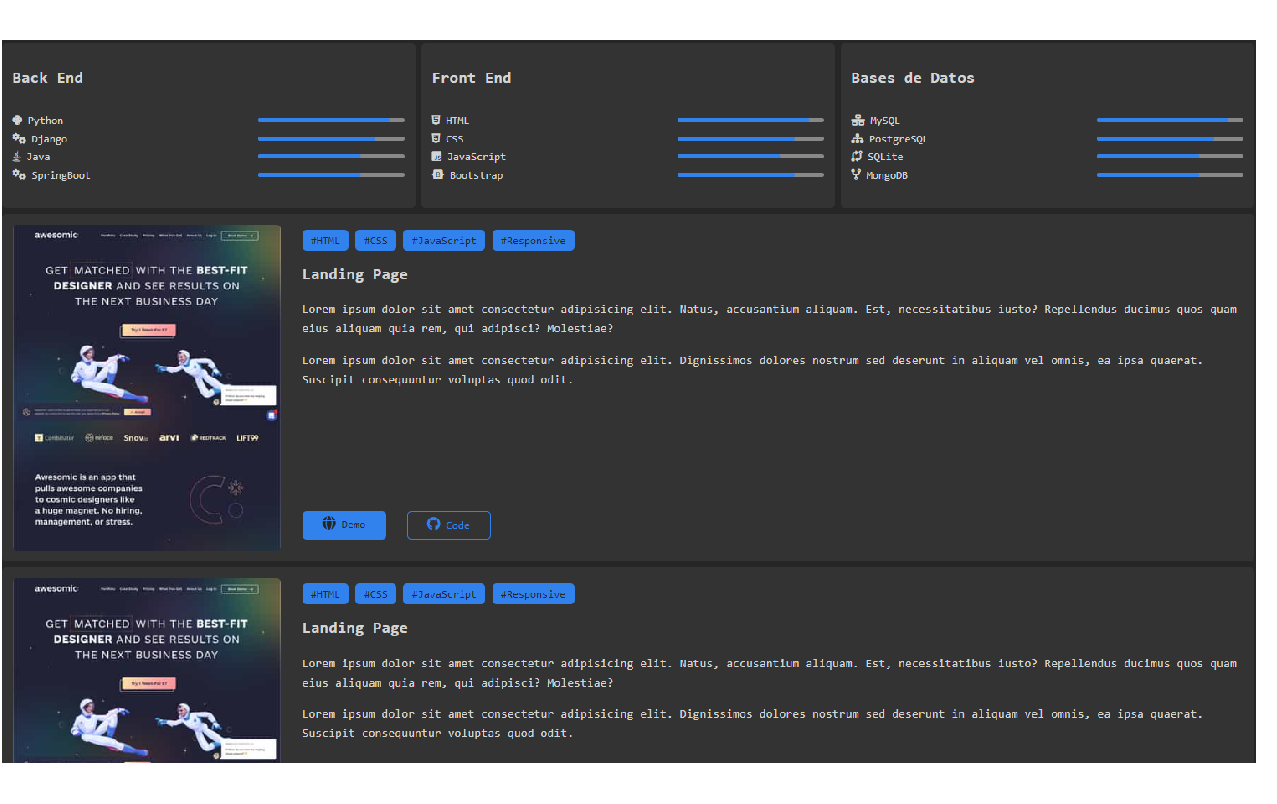 Back End
Python
Django
Java
SpringBoot
Front End
HTML
CSS
JavaScript
Bootstrap
Bases de Datos
MySQL
PostgreSQL
SQLite
MongoDB
awesomic
GET MATCHED WITH THE BEST-FIT
DESIGNER AND SEE RESULTS ON
THE NEXT BUSINESS DAY
arvi
REDTRACK
LIFT99
Awesomic is an app that
pulls awesome companies
to cosmic designers like
a huge magnet. No hiring,
management, or stress.
#HTML #CSS #JavaScript #Responsive
Landing Page
Lorem ipsum dolor sit amet consectetur adipisicing elit. Natus, accusantium aliquam. Est, necessitatibus iusto? Repellendus ducimus quos quam
eius aliquam quia rem, qui adipisci? Molestiae?
Lorem ipsum dolor sit amet consectetur adipisicing elit. Dignissimos dolores nostrum sed deserunt in aliquam vel omnis, ea ipsa quaerat.
Suscipit consequuntur voluptas quod odit.
Demo Code
awesomic
GET MATCHED WITH THE BEST-FIT
DESIGNER AND SEE RESULTS ON
THE NEXT BUSINESS DAY
#HTML #CSS #JavaScript #Responsive
Landing Page
Lorem ipsum dolor sit amet consectetur adipisicing elit. Natus, accusantium aliquam. Est, necessitatibus iusto? Repellendus ducimus quos quam
eius aliquam quia rem, qui adipisci? Molestiae?
Lorem ipsum dolor sit amet consectetur adipisicing elit. Dignissimos dolores nostrum sed deserunt in aliquam vel omnis, ea ipsa quaerat.
Suscipit consequuntur voluptas quod odit.